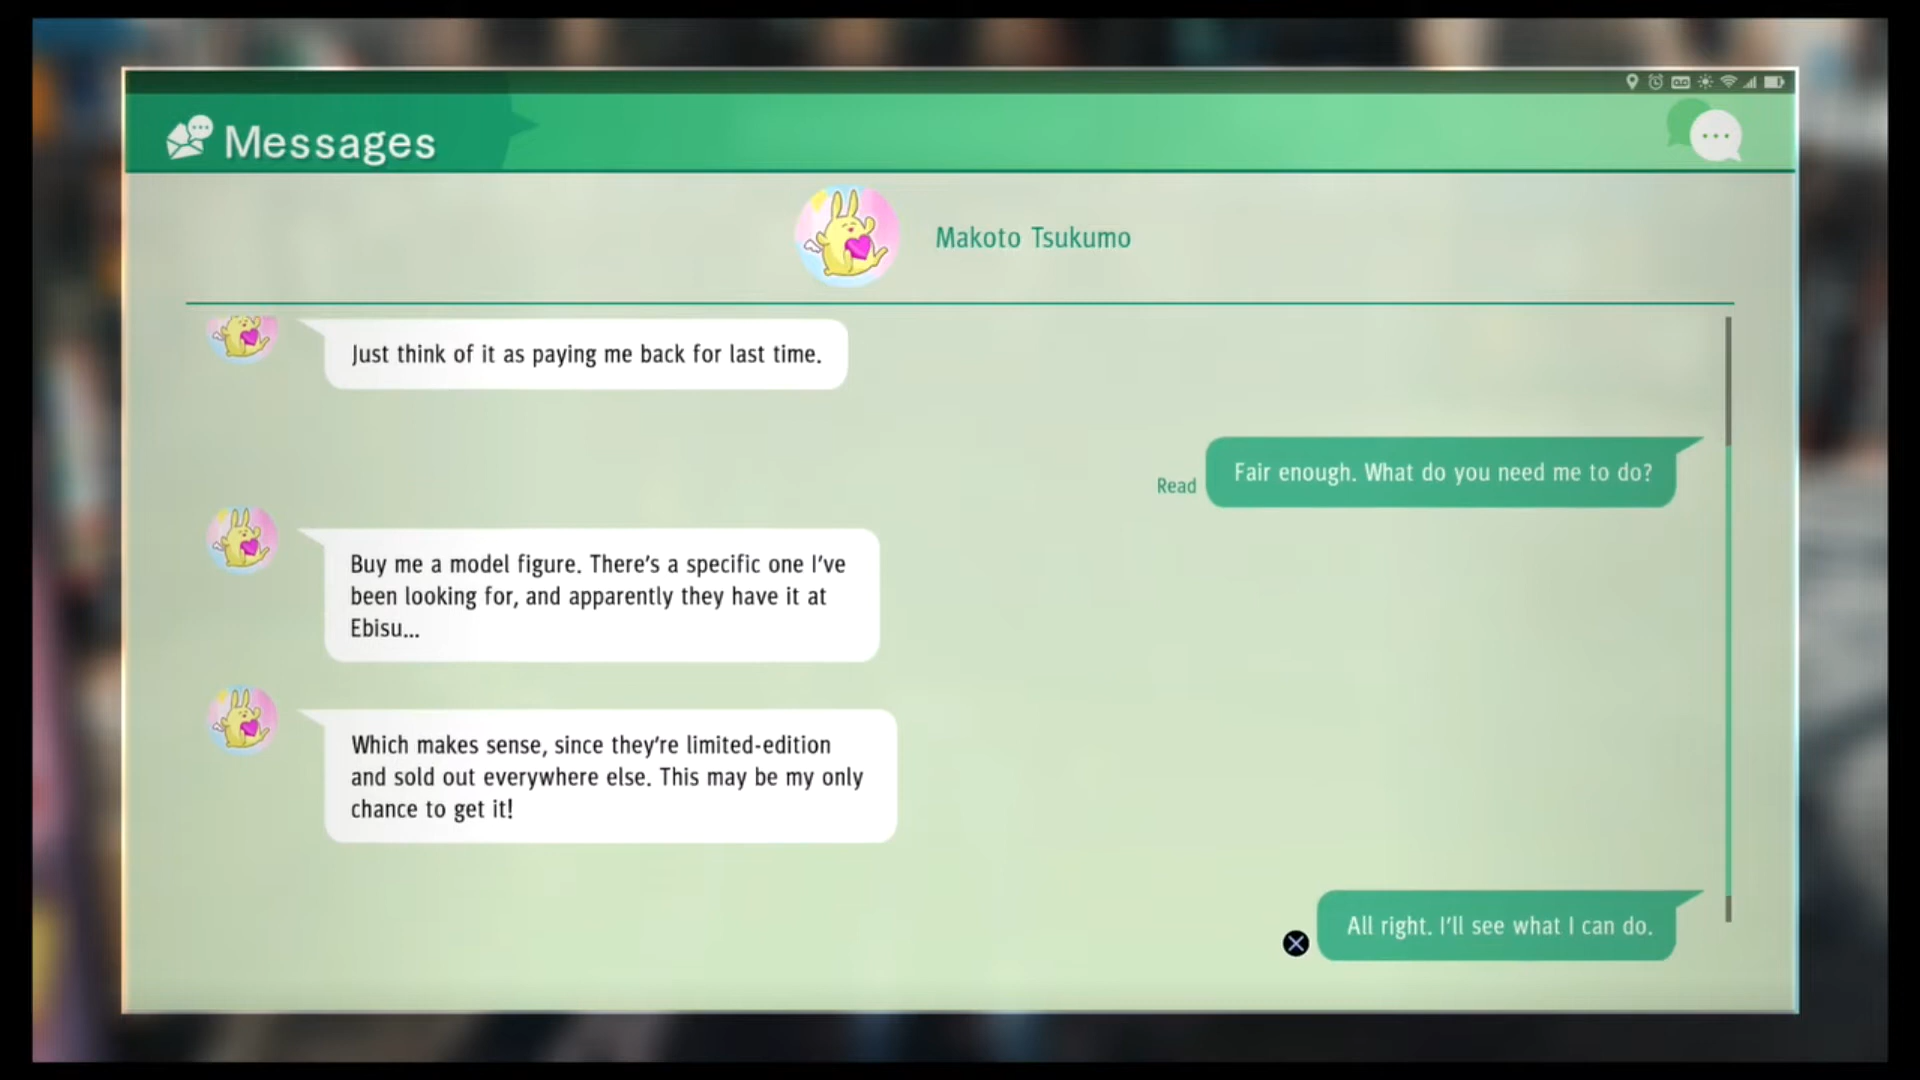 Messages
Makoto Tsukumo
Just think of it as paying me back for last time.
Fair enough. What do you need me to do?
Read
Buy me a model figure. There's a specific one I've
been looking for, and apparently they have it at
Ebisu...
Which makes sense, since they're limited-edition
and sold out everywhere else. This may be my only
chance to get it!
All right. I'll see what I can do.